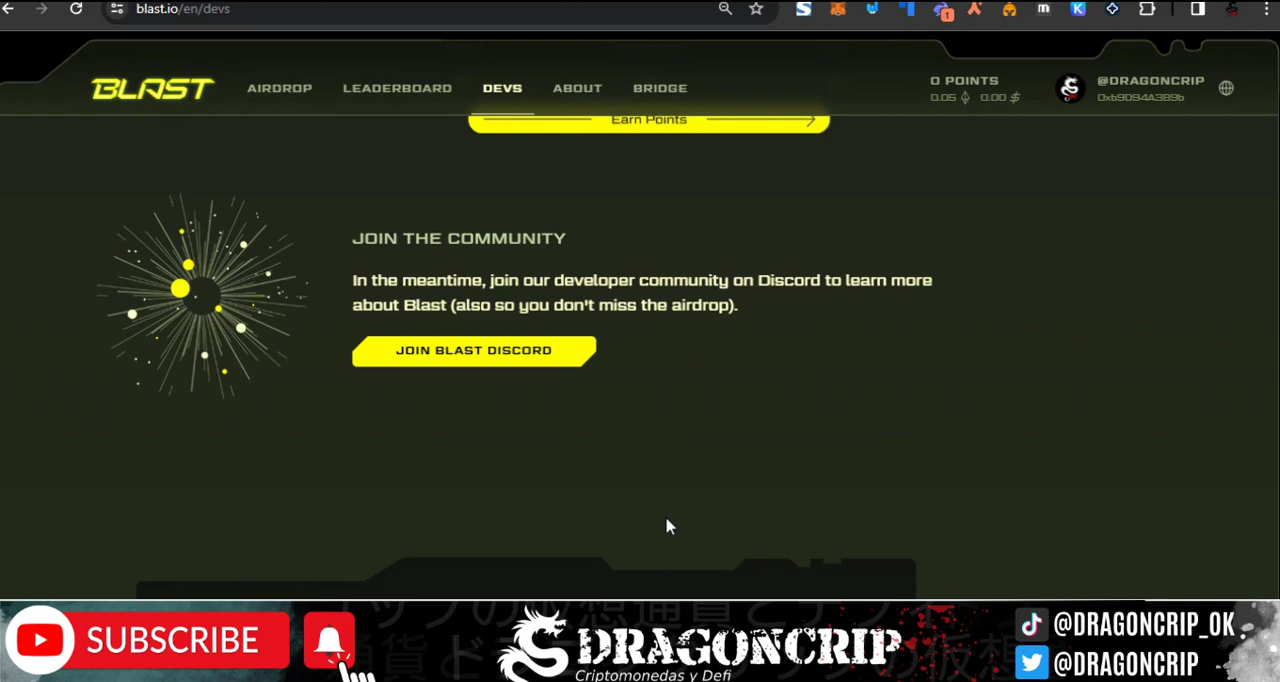 blast.io/en/devs
1
BLAST
AIRDROP
LEADERBOARD
DEVS
ABOUT
BRIDGE
0 POINTS
0.05 0.00 $
@DRAGONCRIP
0xb9094A389b
Earn Points
JOIN THE COMMUNITY
In the meantime, join our developer community on Discord to learn more
about Blast (also so you don't miss the airdrop).
JOIN BLAST DISCORD
SUBSCRIBE
DRAGONCRIP
Criptomonedas y Defi
@DRAGONCRIP_OK
@DRAGONCRIP